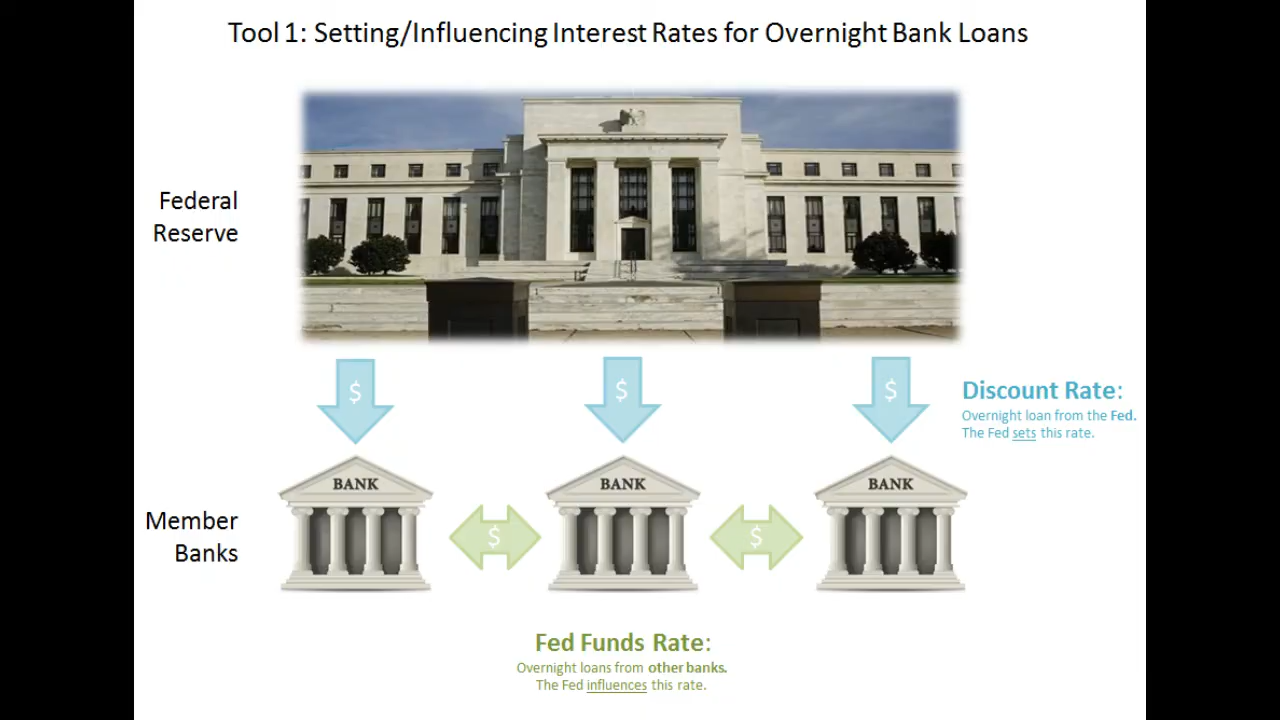 Tool 1: Setting/Influencing Interest Rates for Overnight Bank Loans
Federal
Reserve
$ $ $
Discount Rate:
Overnight loan from the Fed.
The Fed sets this rate.
BANK BANK BANK
Member
Banks
$ $
Fed Funds Rate:
Overnight loans from other banks.
The Fed influences this rate.